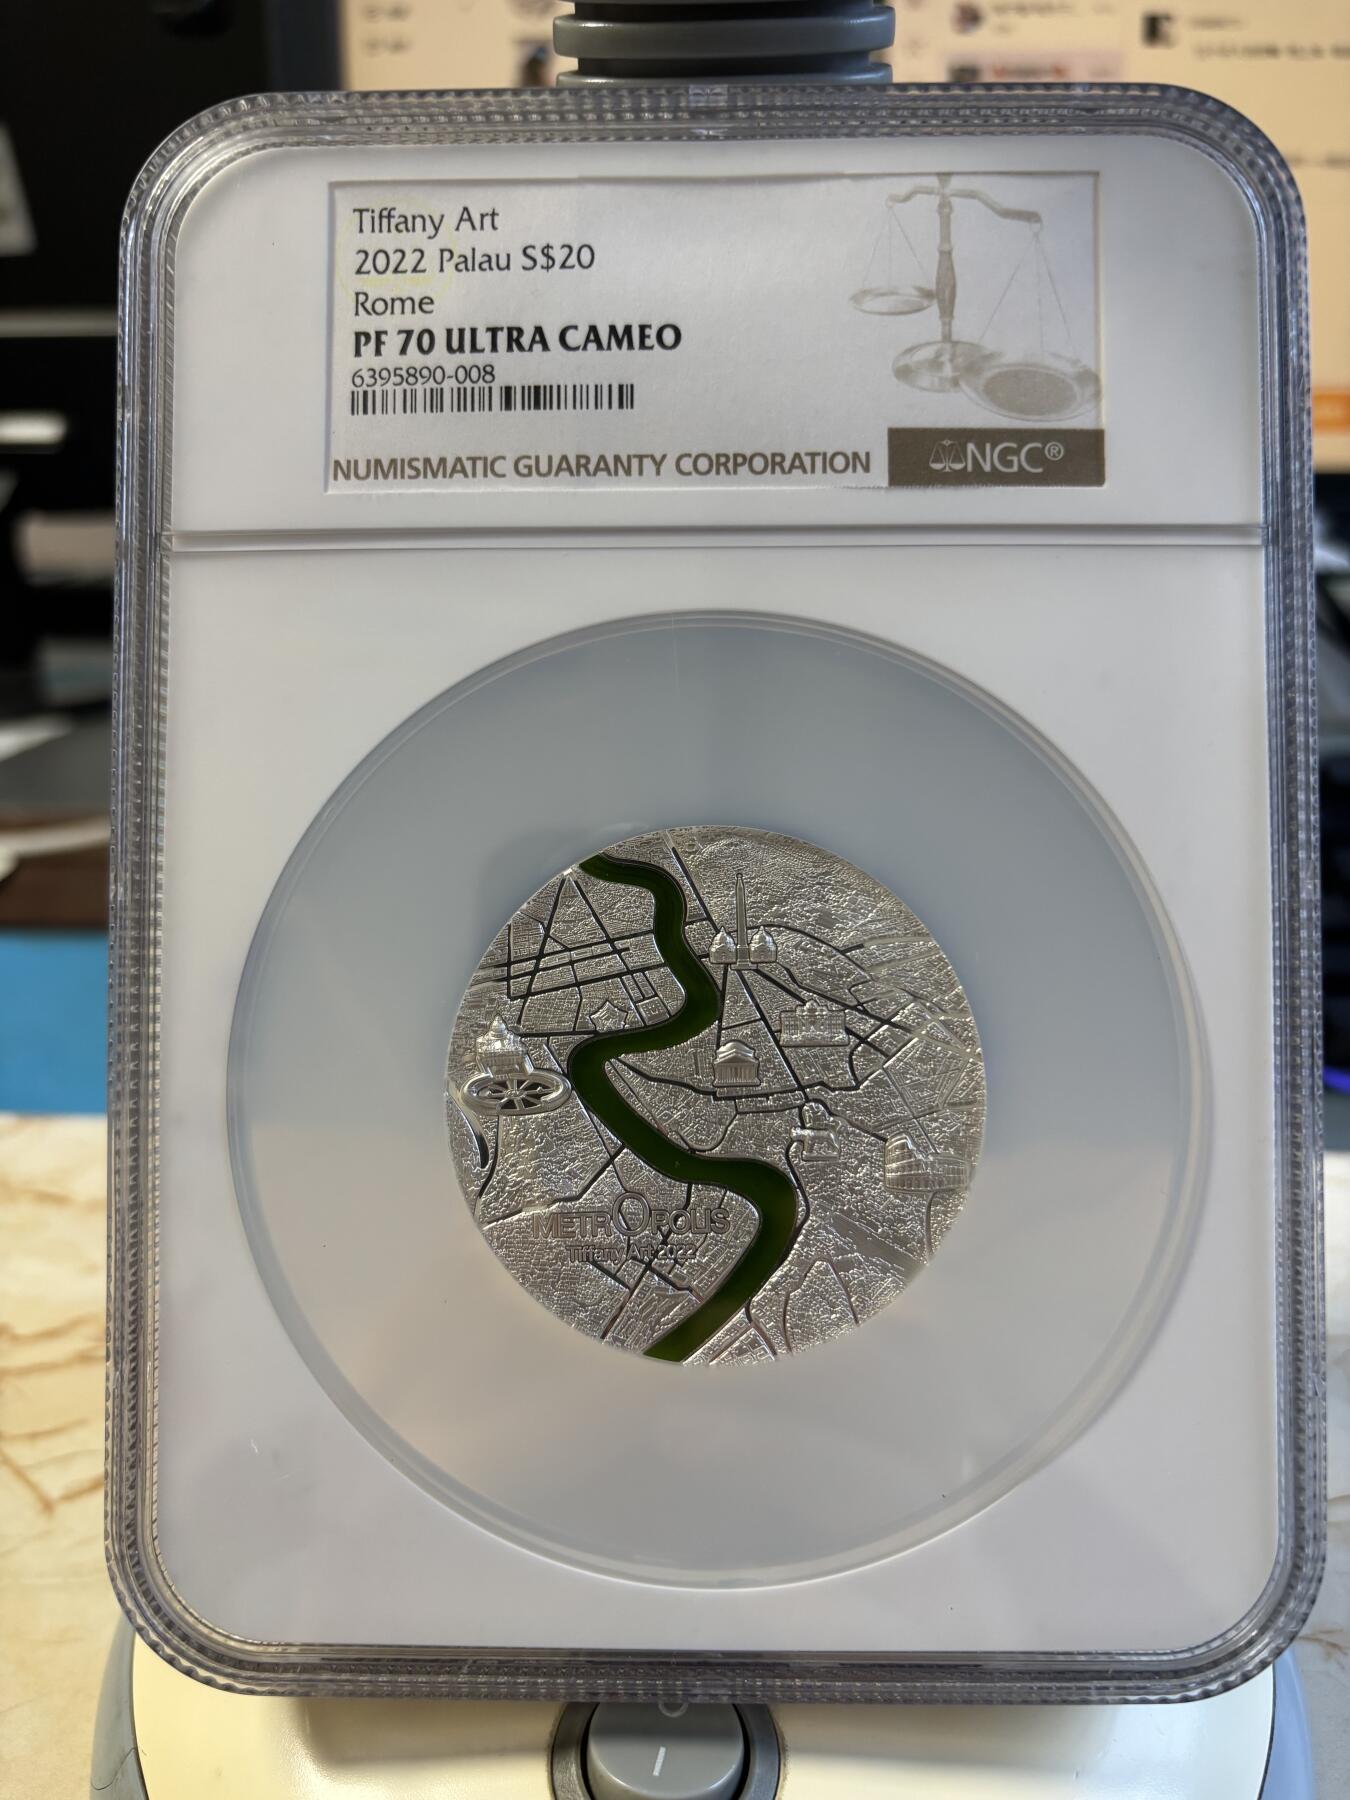 Tiffany Art
2022 Palau S$20
Rome
PF 70 ULTRA CAMEO
6395890-008
NUMISMATIC GUARANTY CORPORATION
NGC®
METROPOLIS
Tiffany Art 2022